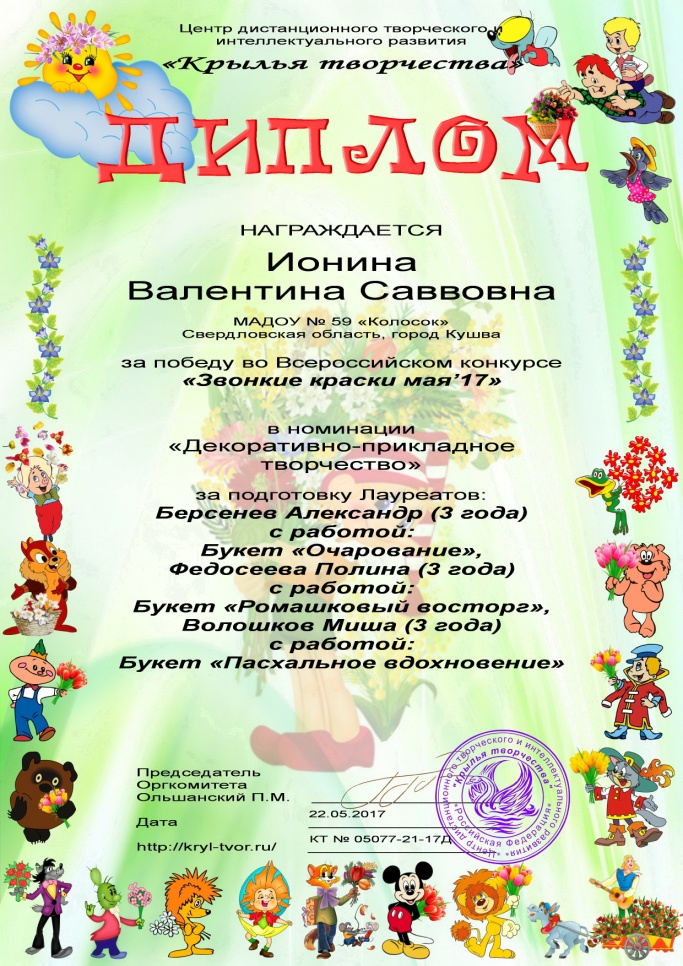 Центр дистанционного творческого и
интеллектуального развития
«Крылья творчества»
ДИПЛОМ
НАГРАЖДАЕТСЯ
Ионина
Валентина Саввовна
МАДОУ № 59 «Колосок»
Свердловская область, город Кушва
за победу во Всероссийском конкурсе
«Звонкие краски мая’17»
в номинации
«Декоративно-прикладное
творчество»
за подготовку Лауреатов:
Берсенев Александр (3 года)
с работой:
Букет «Очарование»,
Федосеева Полина (3 года)
с работой:
Букет «Ромашковый восторг»,
Волошков Миша (3 года)
с работой:
Букет «Пасхальное вдохновение»
Председатель
Оргкомитета
Ольшанский П.М.
22.05.2017
Дата
КТ № 05077-21-17Д
http://kryl-tvor.ru/
Центр дистанционного творческого и интеллектуального развития
"Крылья творчества"
Российская Федерация